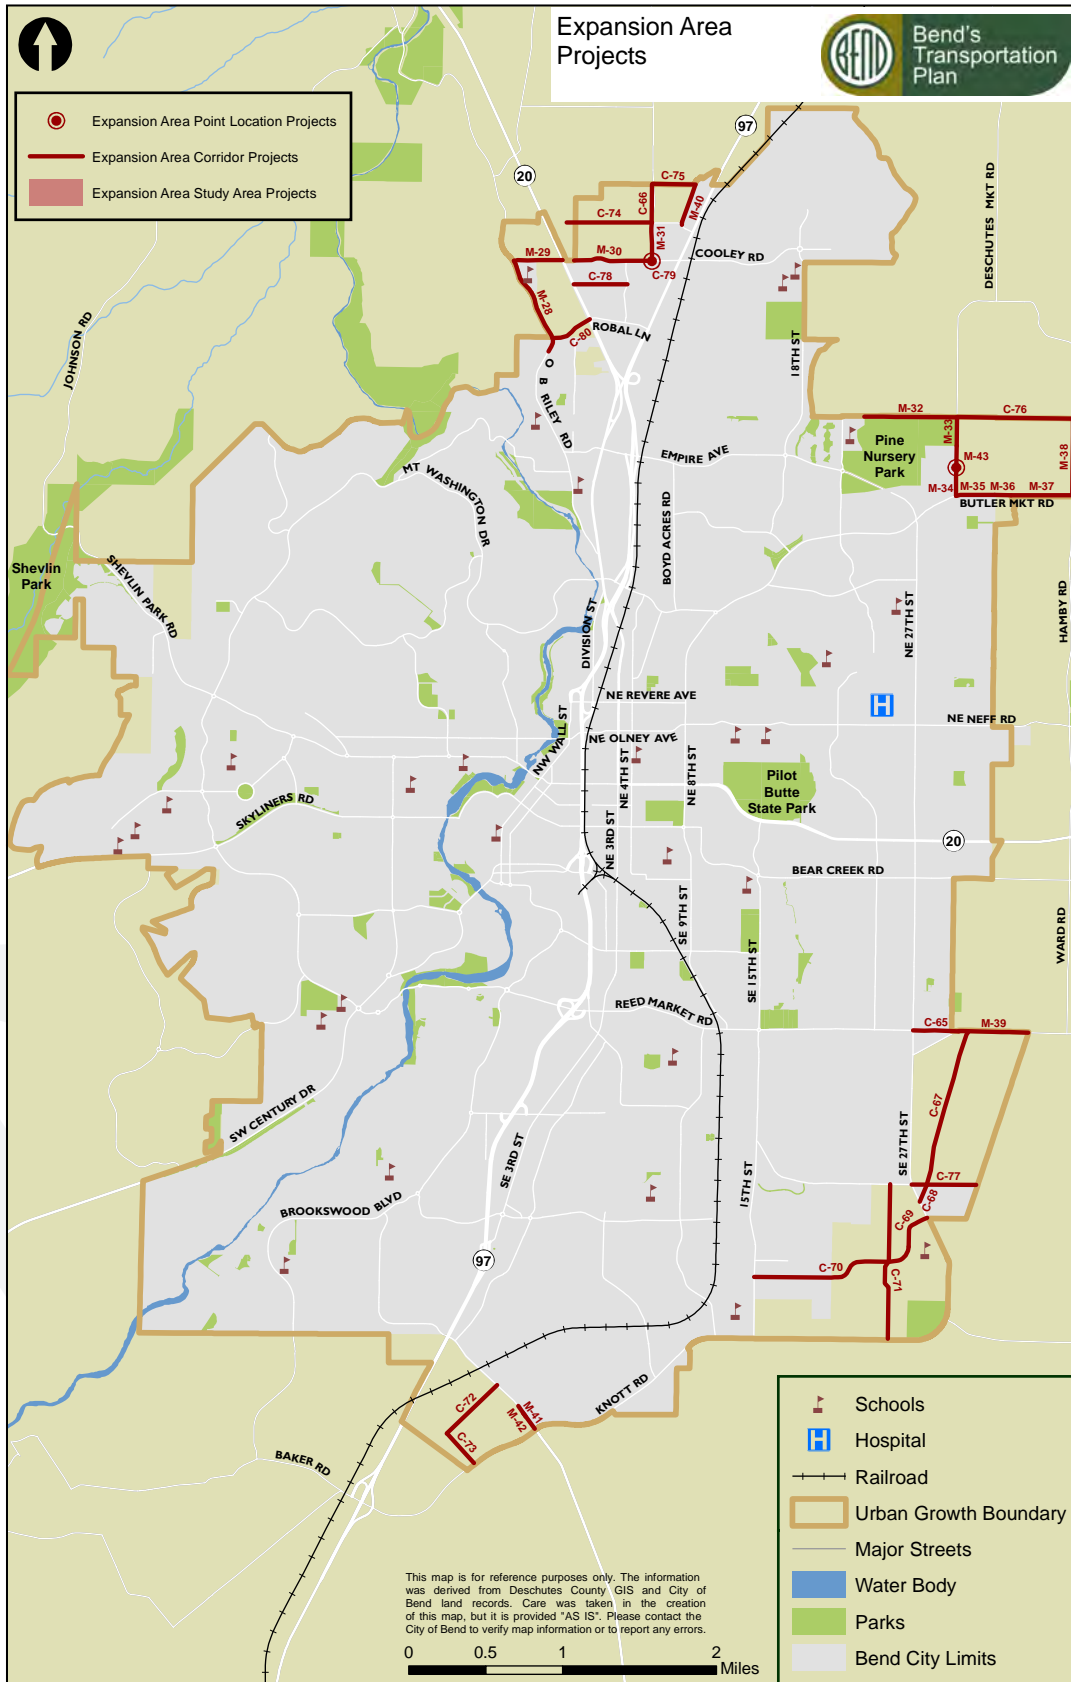 Expansion Area
Projects
BEND
Bend's
Transportation
Plan
Expansion Area Point Location Projects
Expansion Area Corridor Projects
Expansion Area Study Area Projects
97
20
DESCHUTES MKT RD
C-75
C-66
M-40
C-74
M-31
M-29
M-30
COOLEY RD
C-79
C-78
M-28
C-80
ROBAL LN
JOHNSON RD
18TH ST
O B RILEY RD
M-32
C-76
M-33
Pine
Nursery
Park
M-43
M-38
M-34
M-35
M-36
M-37
BUTLER MKT RD
EMPIRE AVE
MT WASHINGTON DR
BOYD ACRES RD
Shevlin
Park
SHEVLIN PARK RD
DIVISION ST
NE 27TH ST
HAMBY RD
NE REVERE AVE
NW WALL ST
NE OLNEY AVE
H
NE NEFF RD
NE 4TH ST
NE 8TH ST
Pilot
Butte
State Park
SKYLINERS RD
NE 3RD ST
20
BEAR CREEK RD
SE 9TH ST
SE 15TH ST
WARD RD
REED MARKET RD
C-65
M-39
C-67
SW CENTURY DR
SE 27TH ST
SE 3RD ST
15TH ST
C-77
C-68
BROOKSWOOD BLVD
C-69
97
C-70
C-71
KNOTT RD
C-72
M-41
M-42
C-73
BAKER RD
Schools
H
Hospital
Railroad
Urban Growth Boundary
Major Streets
Water Body
Parks
Bend City Limits
This map is for reference purposes only. The information
was derived from Deschutes County GIS and City of
Bend land records. Care was taken in the creation
of this map, but it is provided "AS IS". Please contact the
City of Bend to verify map information or to report any errors.
0 0.5 1 2
Miles